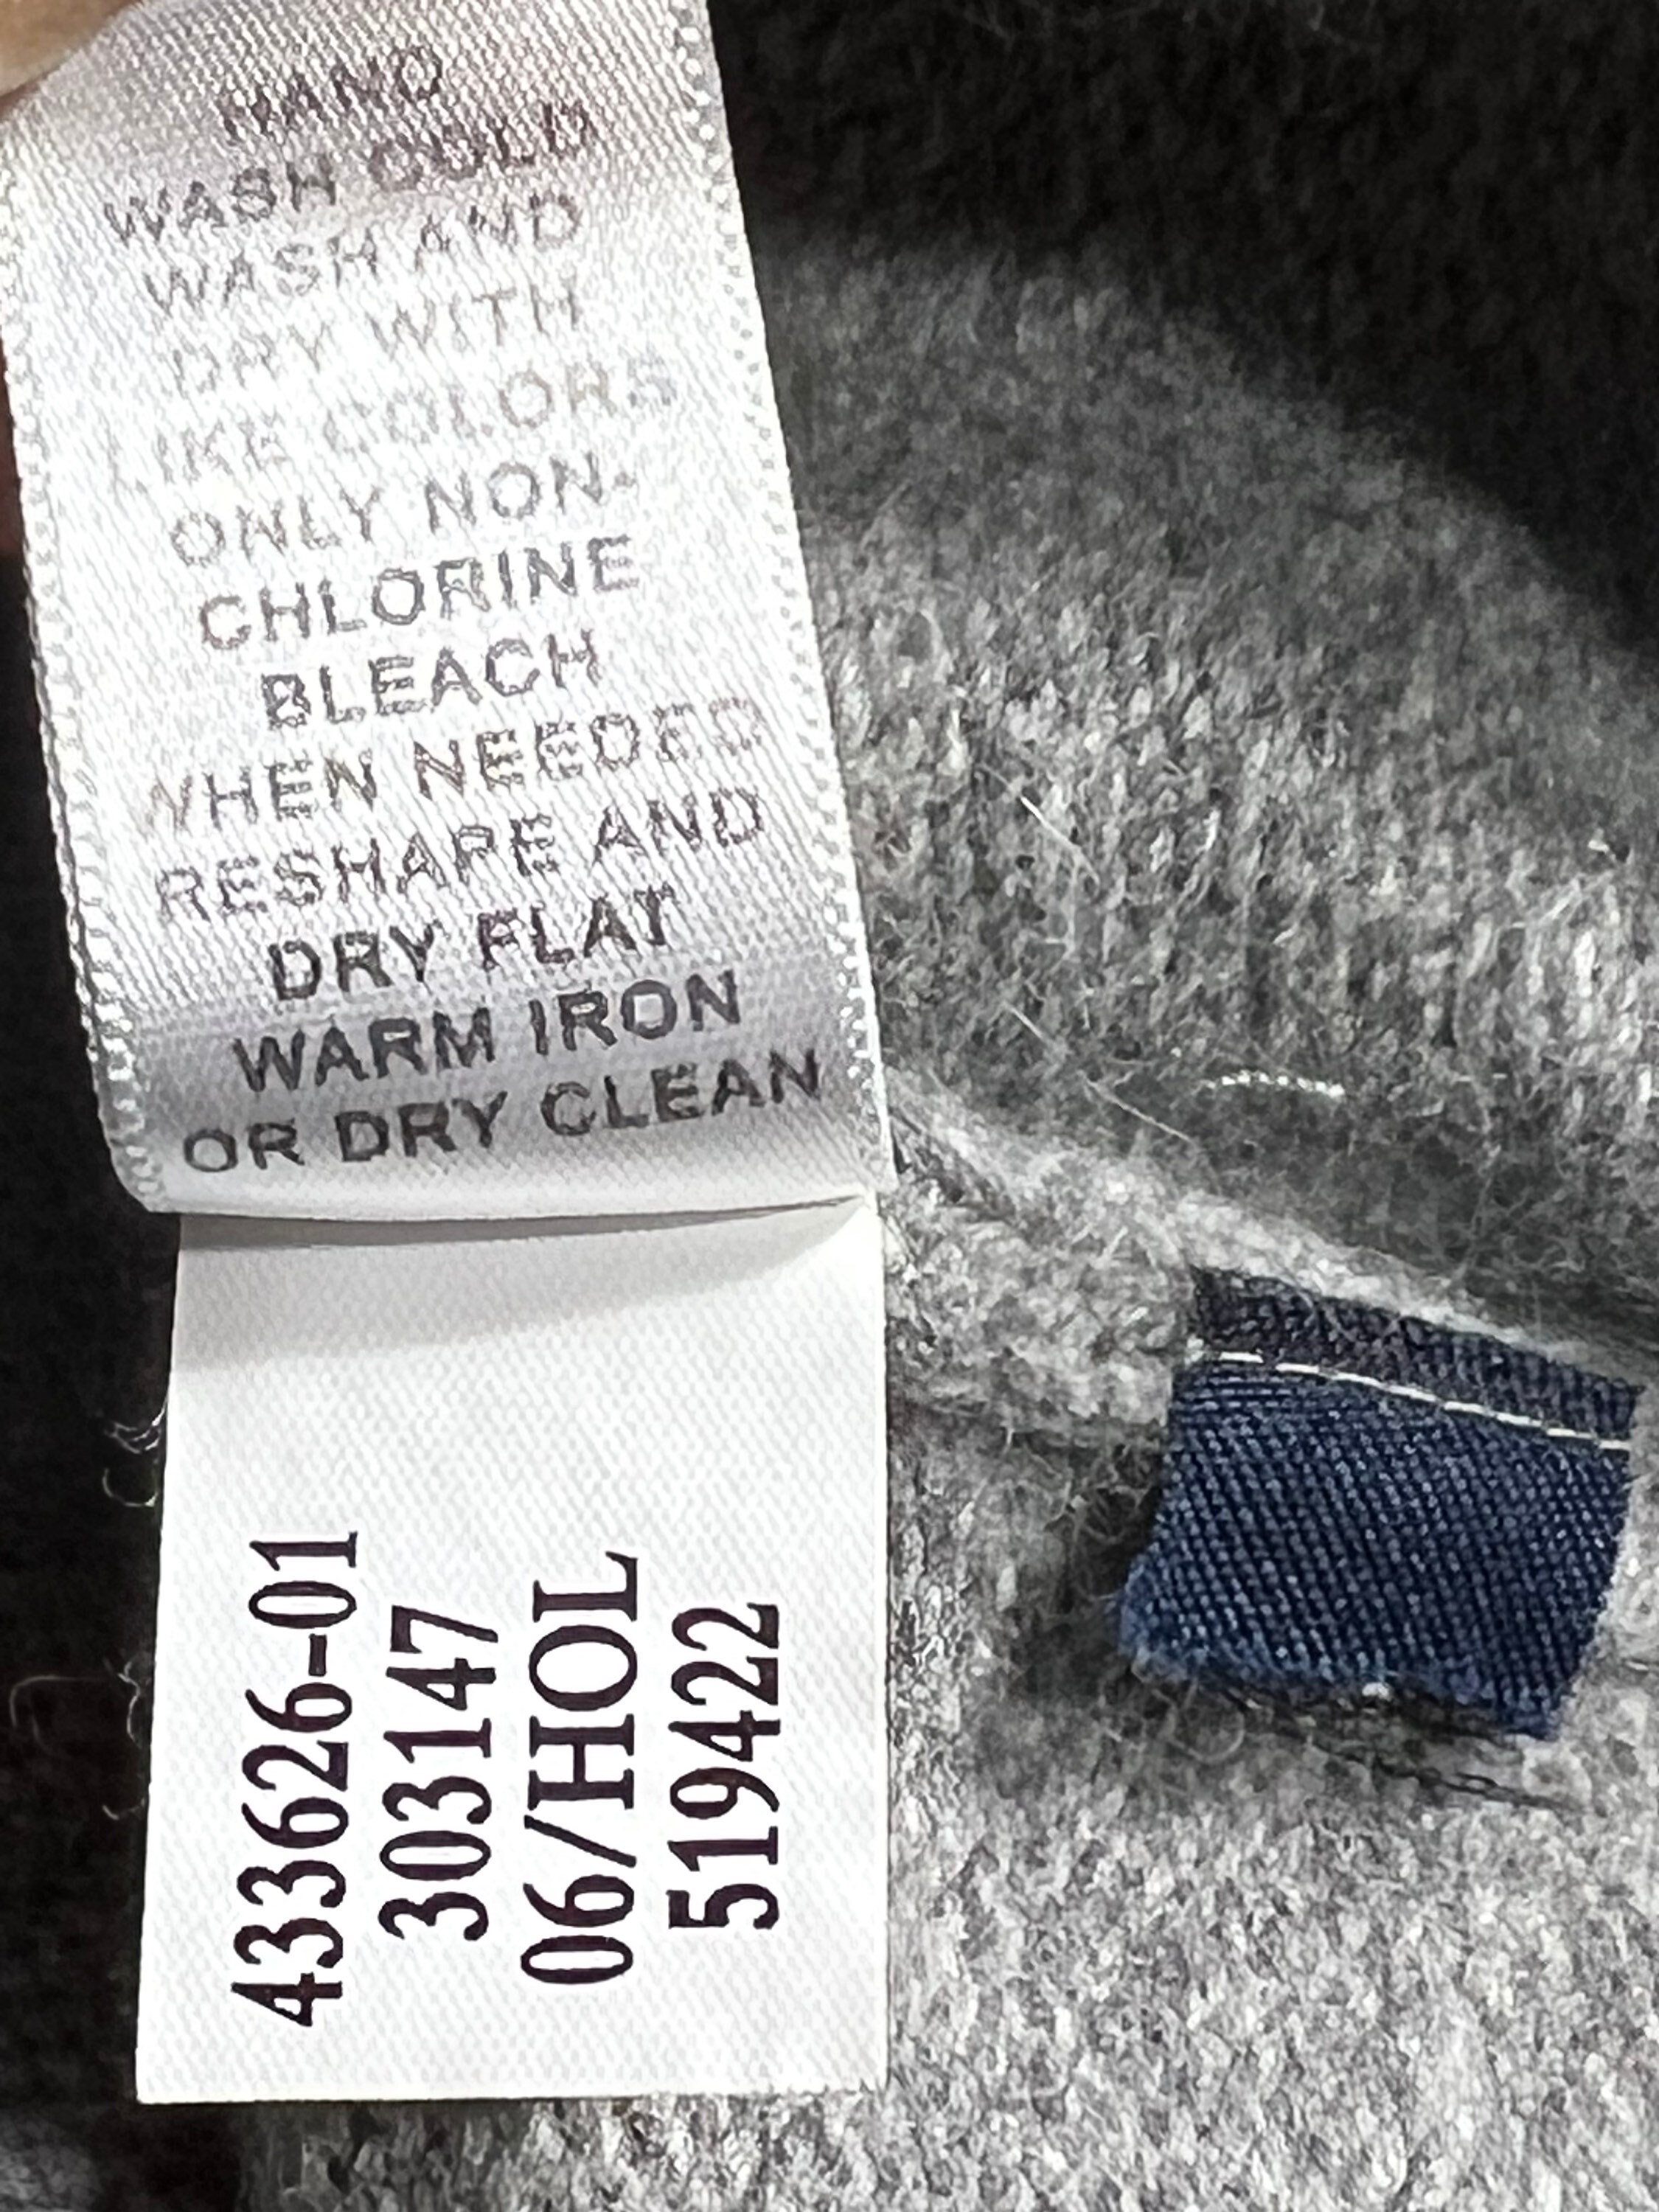 HAND
WASH COLD
WASH AND
DRY WITH
LIKE COLORS
ONLY NON-
CHLORINE
BLEACH
WHEN NEEDED
RESHAPE AND
DRY FLAT
WARM IRON
OR DRY CLEAN
433626-01
303147
06/HOL
519422